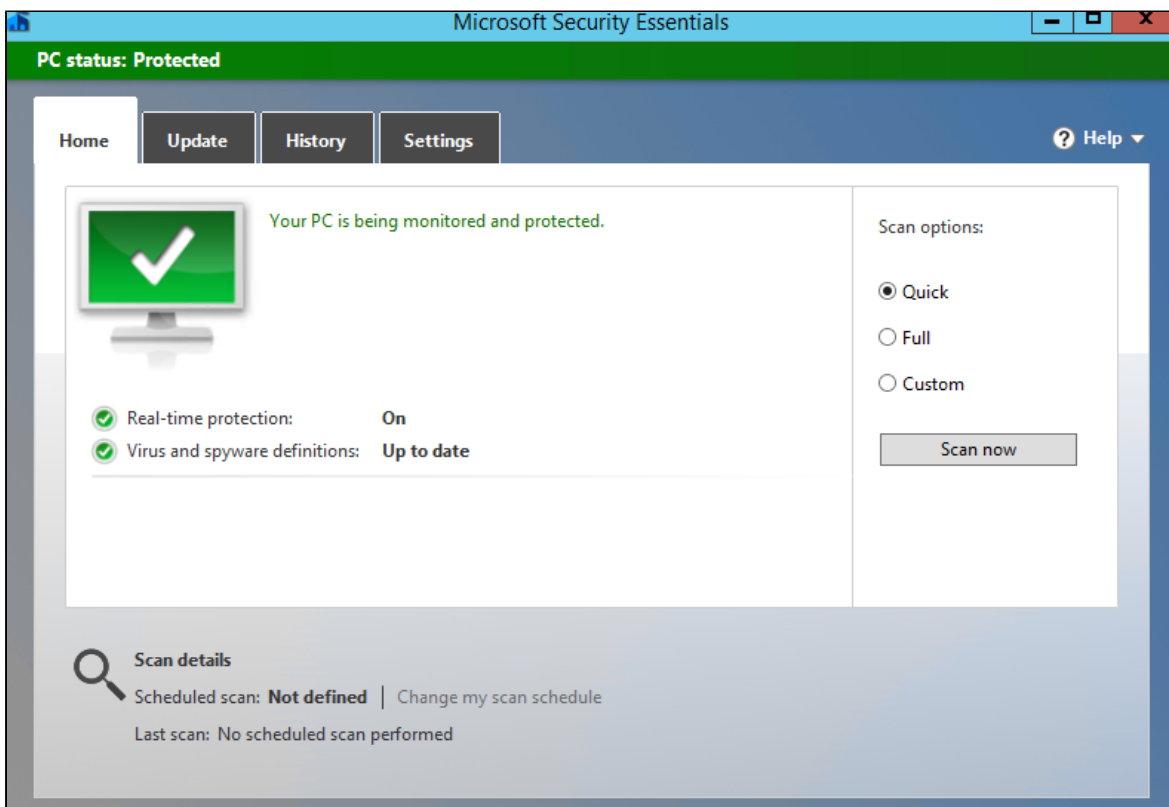 Microsoft Security Essentials
PC status: Protected
Home Update History Settings Help
Your PC is being monitored and protected.
Scan options:
Quick
Full
Custom
Real-time protection: On
Virus and spyware definitions: Up to date
Scan now
Scan details
Scheduled scan: Not defined | Change my scan schedule
Last scan: No scheduled scan performed